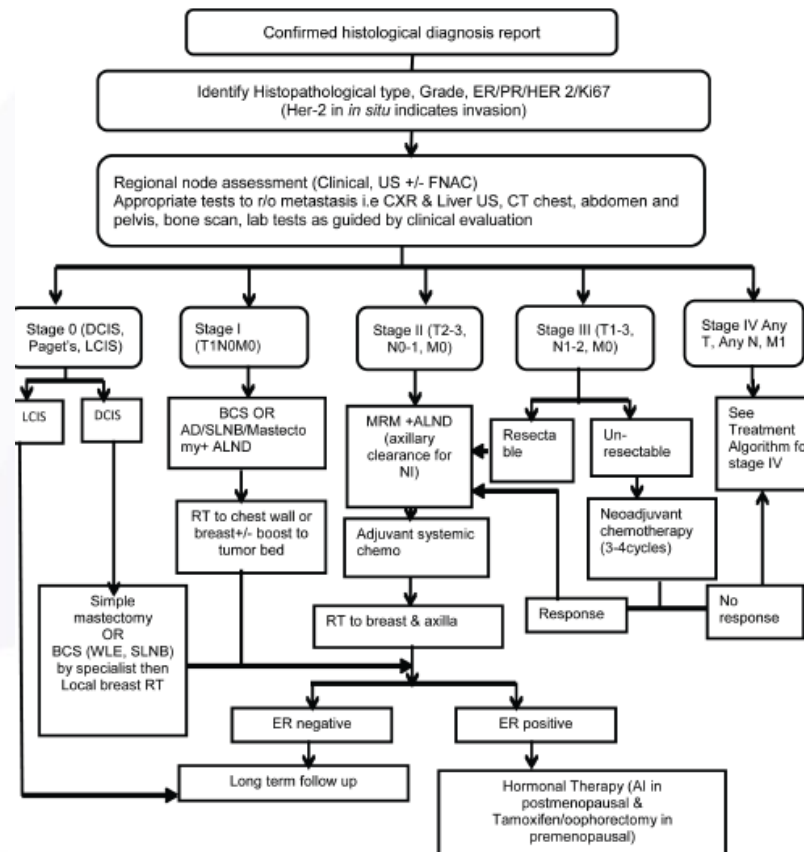 Confirmed histological diagnosis report
Identify Histopathological type, Grade, ER/PR/HER 2/Ki67
(Her-2 in in situ indicates invasion)
Regional node assessment (Clinical, US +/- FNAC)
Appropriate tests to r/o metastasis i.e CXR & Liver US, CT chest, abdomen and
pelvis, bone scan, lab tests as guided by clinical evaluation
Stage 0 (DCIS,
Paget's, LCIS)
Stage I
(T1N0M0)
Stage II (T2-3,
N0-1, M0)
Stage III (T1-3,
N1-2, M0)
Stage IV Any
T, Any N, M1
LCIS
DCIS
BCS OR
AD/SLNB/Mastecto
my+ ALND
MRM +ALND
(axillary
clearance for
NI)
Resecta
ble
Un-
resectable
See
Treatment
Algorithm for
stage IV
RT to chest wall or
breast+/- boost to
tumor bed
Adjuvant systemic
chemo
Neoadjuvant
chemotherapy
(3-4cycles)
Simple
mastectomy
OR
BCS (WLE, SLNB)
by specialist then
Local breast RT
RT to breast & axilla
Response
No
response
ER negative
ER positive
Long term follow up
Hormonal Therapy (AI in
postmenopausal &
Tamoxifen/oophorectomy in
premenopausal)